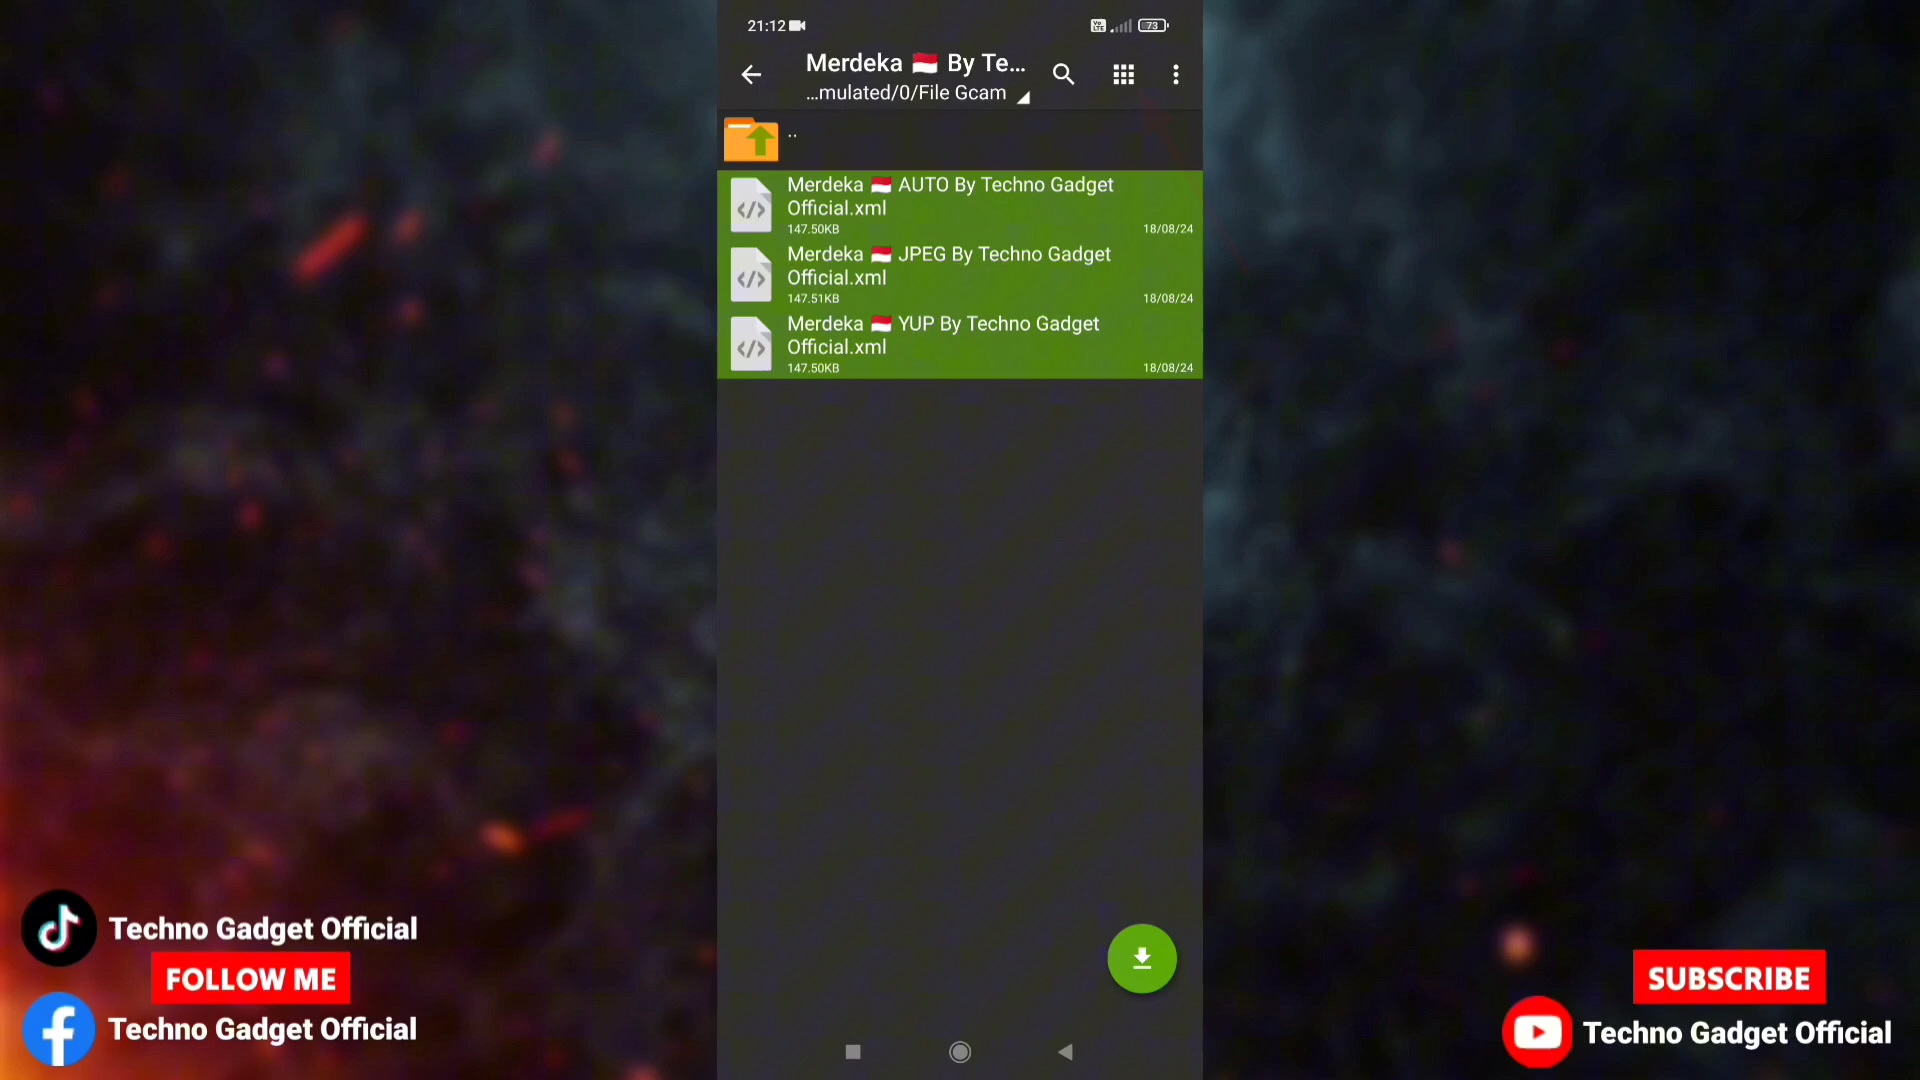 21:12
Vo LTE
73
Merdeka 🇮🇩 By Te...
...mulated/0/File Gcam
..
Merdeka 🇮🇩 AUTO By Techno Gadget
Official.xml
147.50KB 18/08/24
Merdeka 🇮🇩 JPEG By Techno Gadget
Official.xml
147.51KB 18/08/24
Merdeka 🇮🇩 YUP By Techno Gadget
Official.xml
147.50KB 18/08/24
Techno Gadget Official
FOLLOW ME
Techno Gadget Official
SUBSCRIBE
Techno Gadget Official